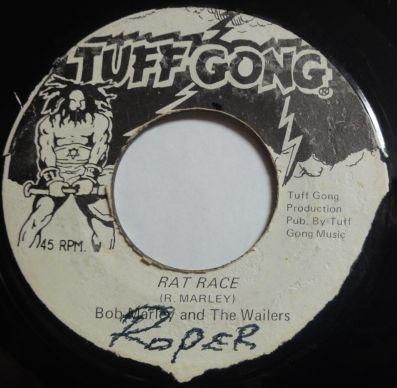 TUFF GONG®
Tuff Gong
Production
Pub. By Tuff
Gong Music
45 RPM.
RAT RACE
(R. MARLEY)
Bob Marley and The Wailers
ROPER